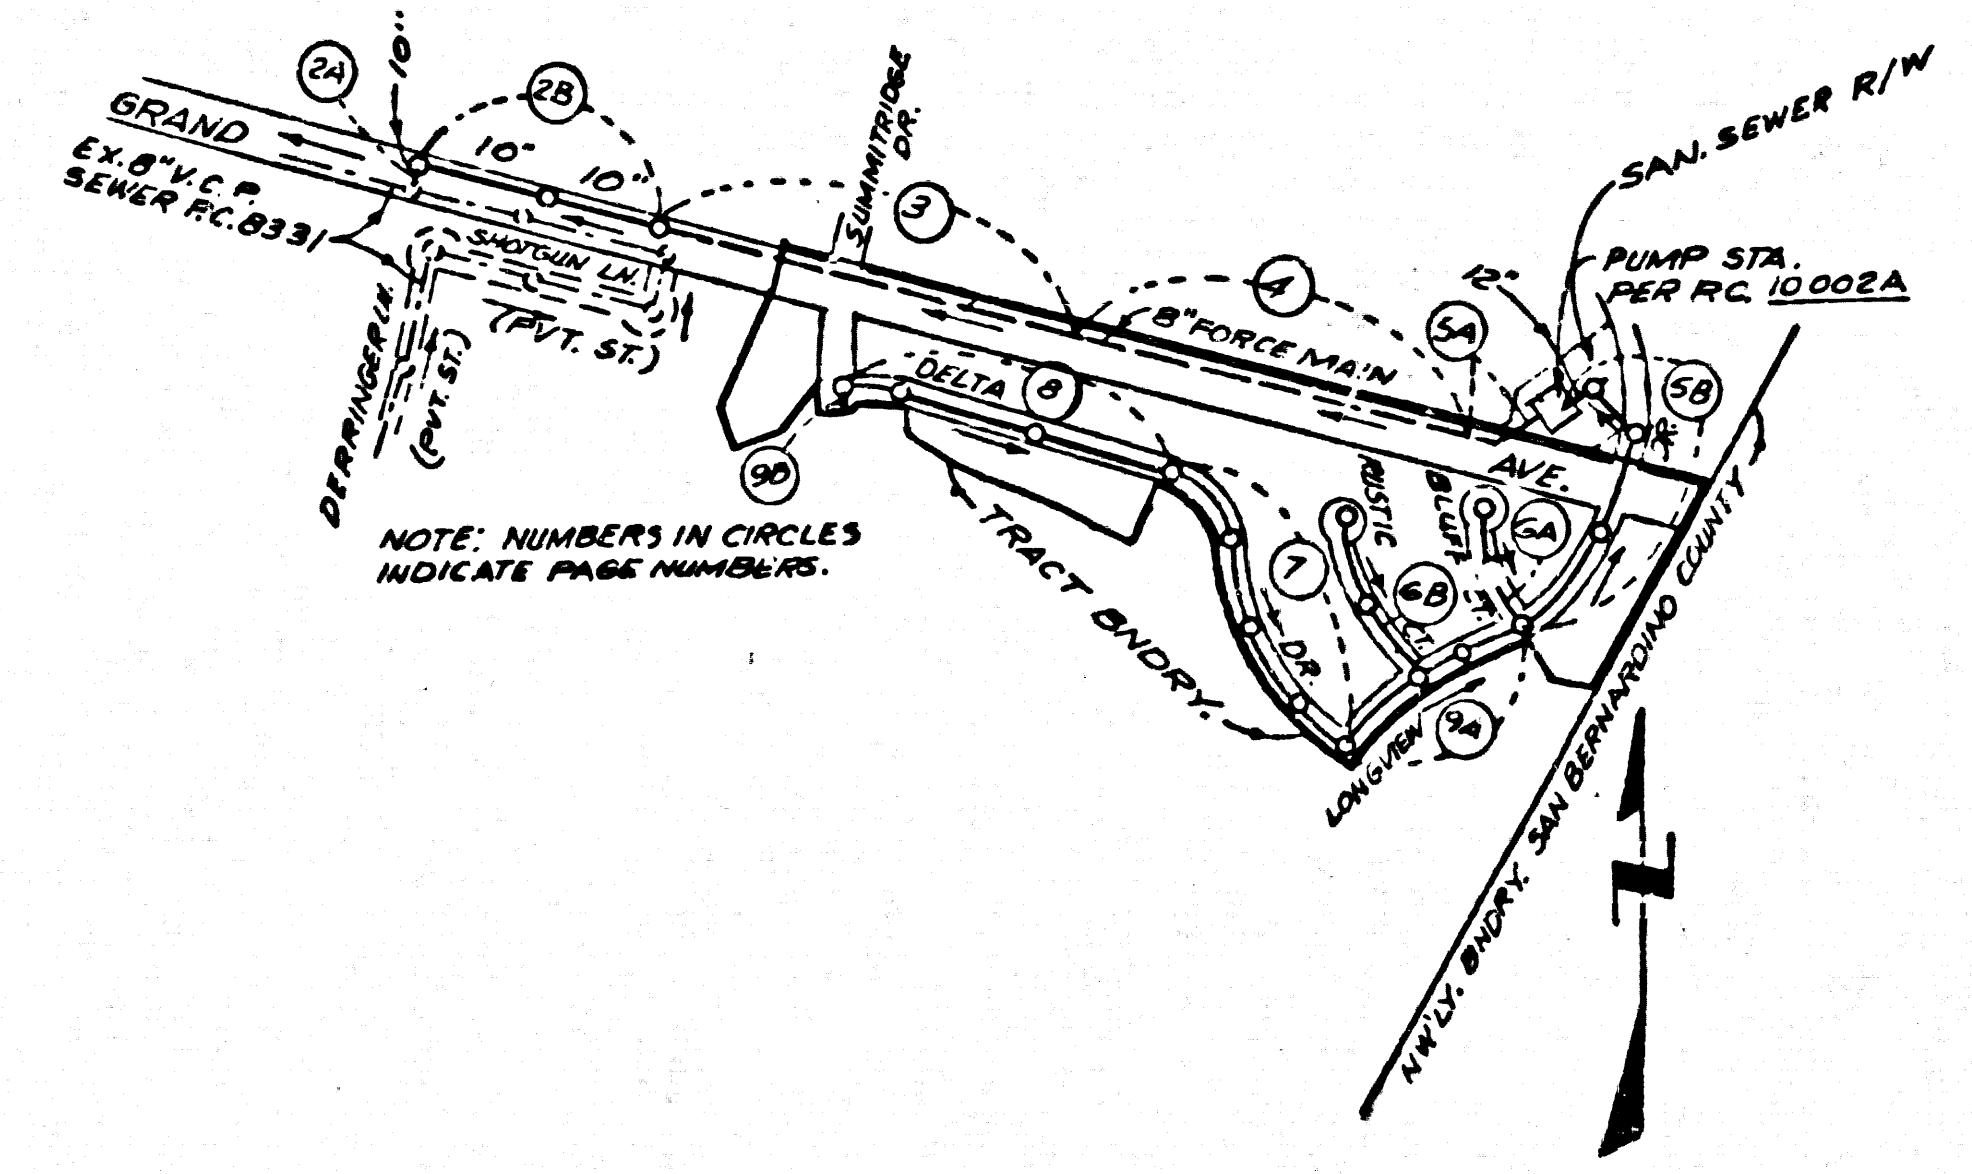 2A
10"
2B
GRAND
EX. 8" V.C.P.
SEWER P.C. 8331
10"
10"
SHOTGUN LN.
(PVT. ST.)
DERRINGER LN.
(PVT. ST.)
SUMMITRIDGE
DR.
3
4
8" FORCE MAIN
5A
12"
SAN. SEWER R/W
PUMP STA.
PER P.C. 10002A
5B
DR.
DELTA
8
9B
AVE.
RUSTIC
BLUFF
6A
7
6B
CT.
DR.
9A
LONGVIEW
TRACT BNDRY.
NOTE: NUMBERS IN CIRCLES
INDICATE PAGE NUMBERS.
NW'LY. BNDRY. SAN BERNARDINO COUNTY